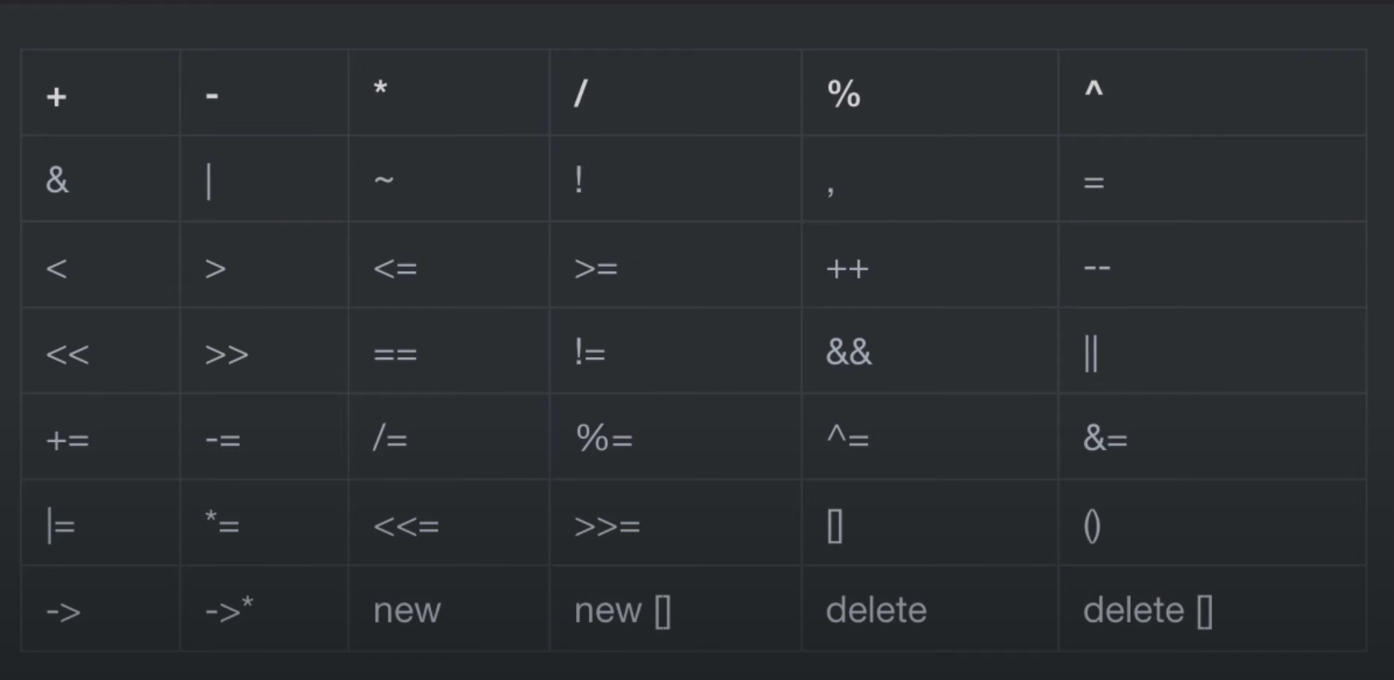 + - * / % ^
& | ~ ! , =
< > <= >= ++ --
<< >> == != && ||
+= -= /= %= ^= &=
|= *= <<= >>= [] ()
-> ->* new new [] delete delete []